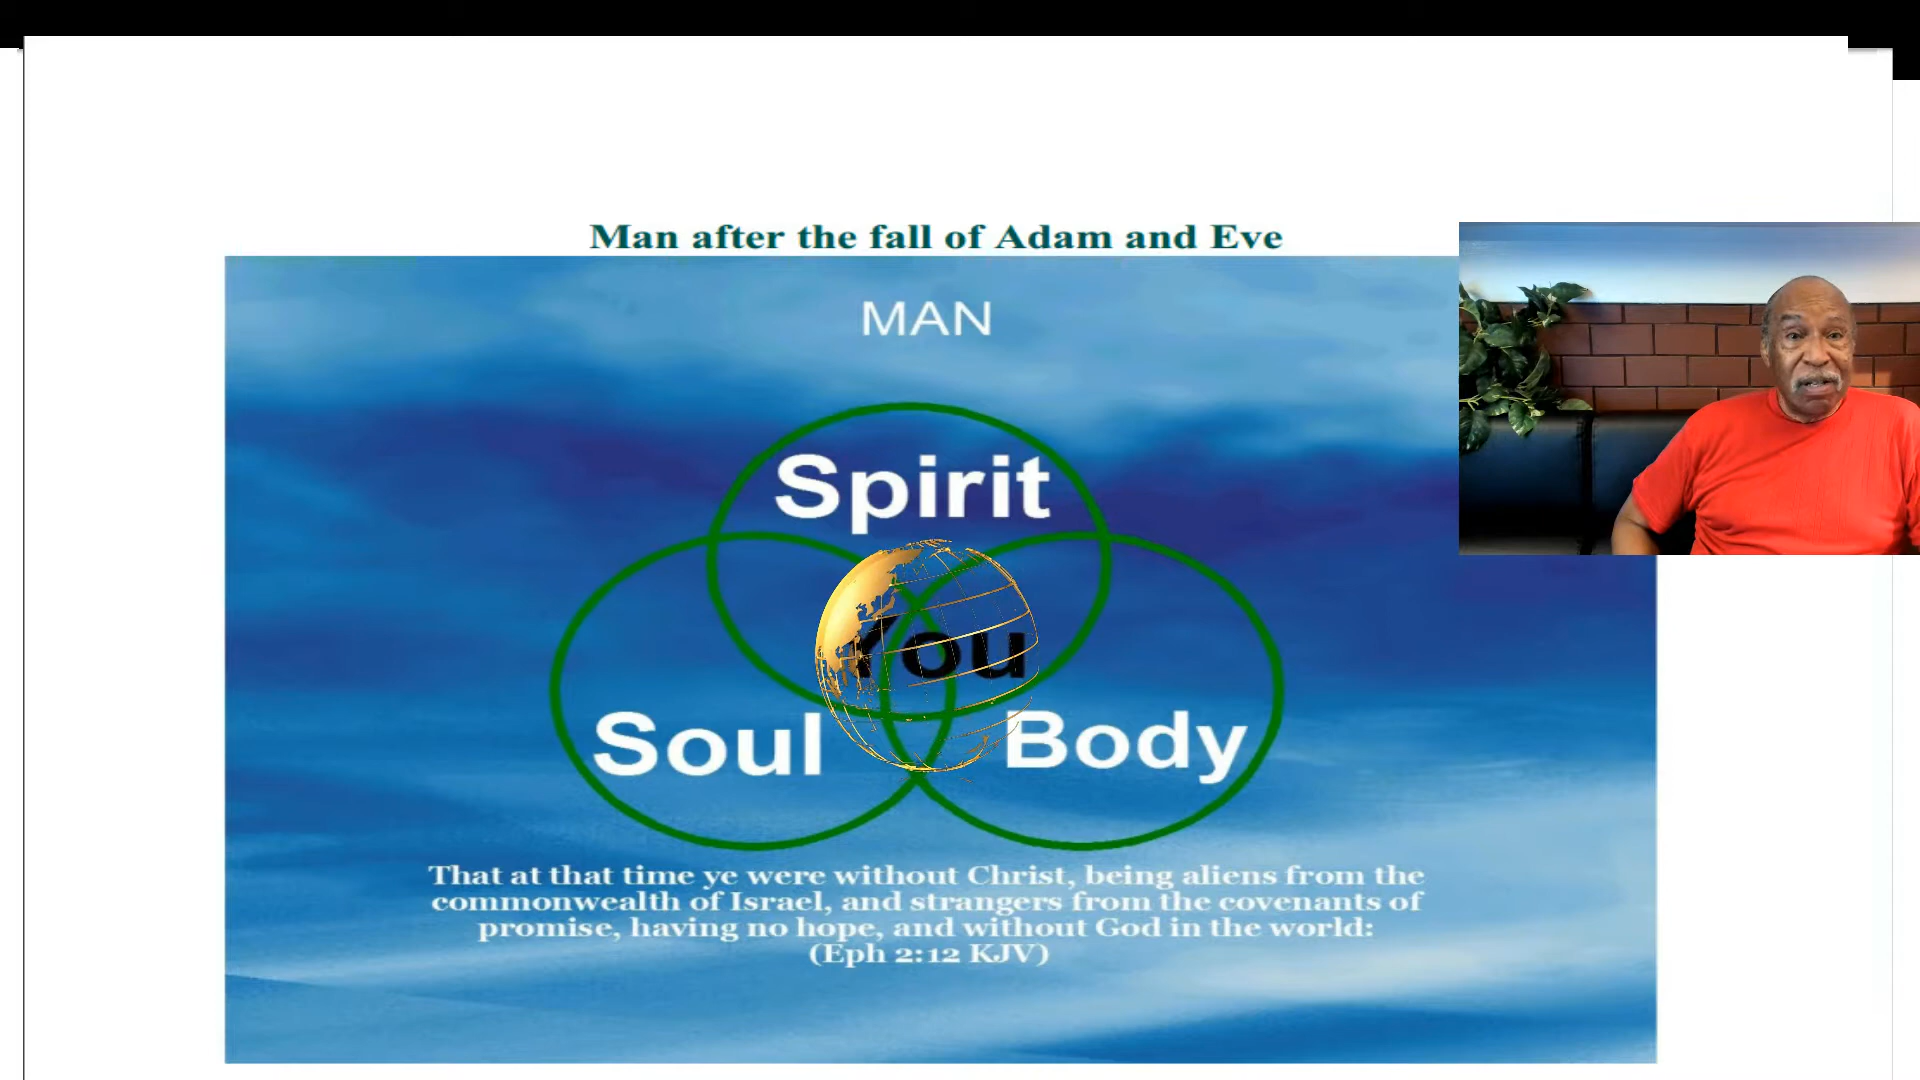 Man after the fall of Adam and Eve
MAN
Spirit
You
Soul
Body
That at that time ye were without Christ, being aliens from the
commonwealth of Israel, and strangers from the covenants of
promise, having no hope, and without God in the world:
(Eph 2:12 KJV)